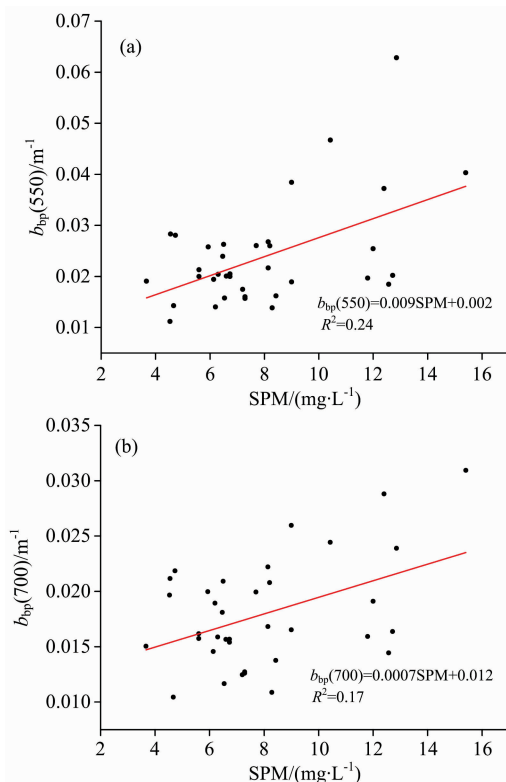 (a)
0.07
0.06
0.05
0.04
0.03
0.02
0.01
b_bp(550)/m⁻¹
b_bp(550)=0.009SPM+0.002
R²=0.24
2 4 6 8 10 12 14 16
SPM/(mg·L⁻¹)
(b)
0.035
0.030
0.025
0.020
0.015
0.010
b_bp(700)/m⁻¹
b_bp(700)=0.0007SPM+0.012
R²=0.17
2 4 6 8 10 12 14 16
SPM/(mg·L⁻¹)